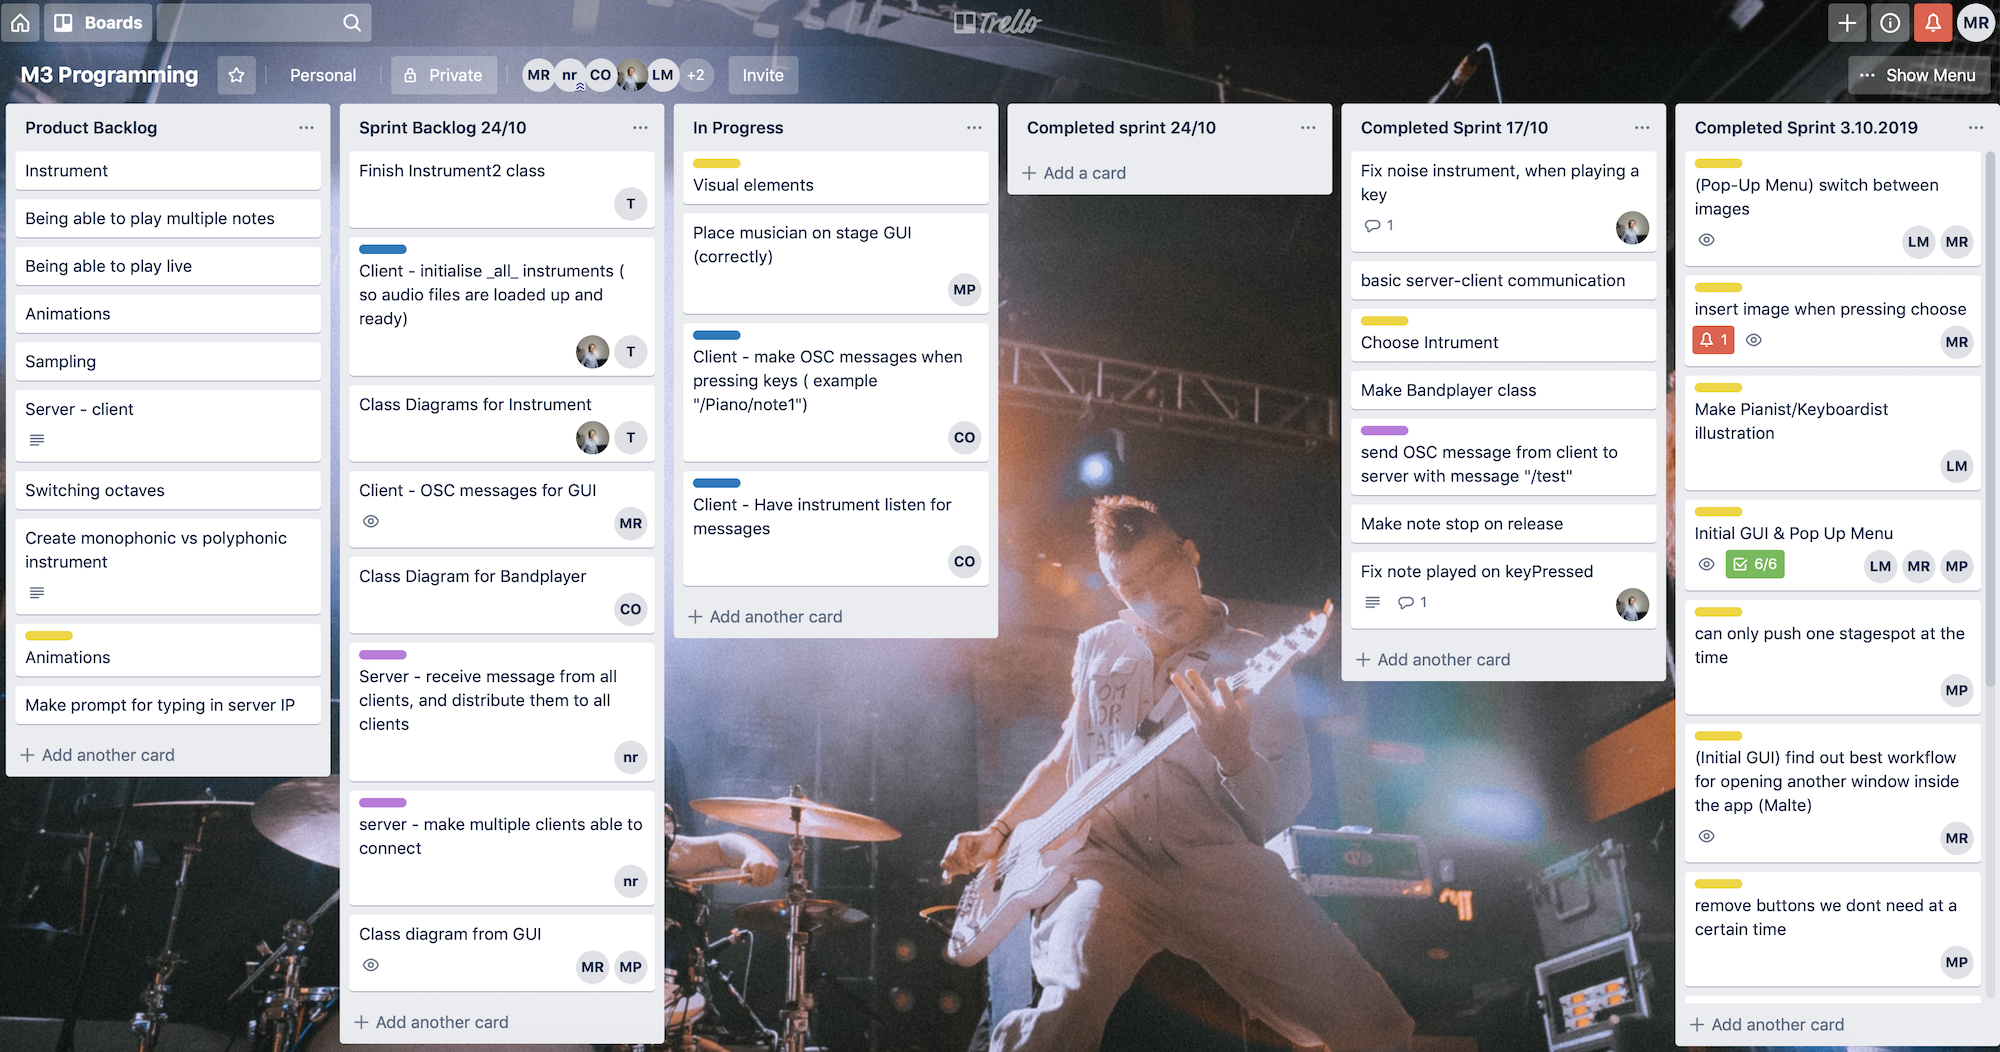 Boards
Trello
MR
M3 Programming
Personal
Private
MR
nr
CO
LM
+2
Invite
Show Menu
Product Backlog
Instrument
Being able to play multiple notes
Being able to play live
Animations
Sampling
Server - client
Switching octaves
Create monophonic vs polyphonic
instrument
Animations
Make prompt for typing in server IP
Add another card
Sprint Backlog 24/10
Finish Instrument2 class
T
Client - initialise _all_ instruments (
so audio files are loaded up and
ready)
T
Class Diagrams for Instrument
T
Client - OSC messages for GUI
MR
Class Diagram for Bandplayer
CO
Server - receive message from all
clients, and distribute them to all
clients
nr
server - make multiple clients able to
connect
nr
Class diagram from GUI
MR
MP
Add another card
In Progress
Visual elements
Place musician on stage GUI
(correctly)
MP
Client - make OSC messages when
pressing keys ( example
"/Piano/note1")
CO
Client - Have instrument listen for
messages
CO
Add another card
Completed sprint 24/10
Add a card
Completed Sprint 17/10
Fix noise instrument, when playing a
key
1
basic server-client communication
Choose Intrument
Make Bandplayer class
send OSC message from client to
server with message "/test"
Make note stop on release
Fix note played on keyPressed
1
Add another card
Completed Sprint 3.10.2019
(Pop-Up Menu) switch between
images
LM
MR
insert image when pressing choose
1
MR
Make Pianist/Keyboardist
illustration
LM
Initial GUI & Pop Up Menu
6/6
LM
MR
MP
can only push one stagespot at the
time
MP
(Initial GUI) find out best workflow
for opening another window inside
the app (Malte)
MR
remove buttons we dont need at a
certain time
MP
Add another card